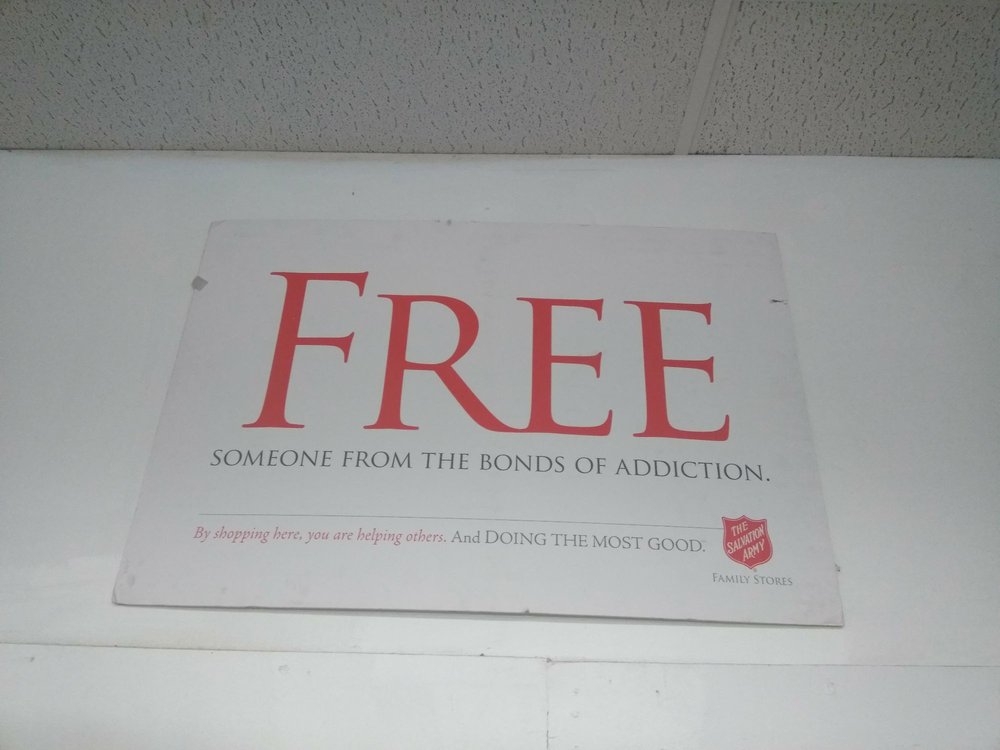 FREE
SOMEONE FROM THE BONDS OF ADDICTION.
By shopping here, you are helping others. And DOING THE MOST GOOD.
THE
SALVATION
ARMY
FAMILY STORES